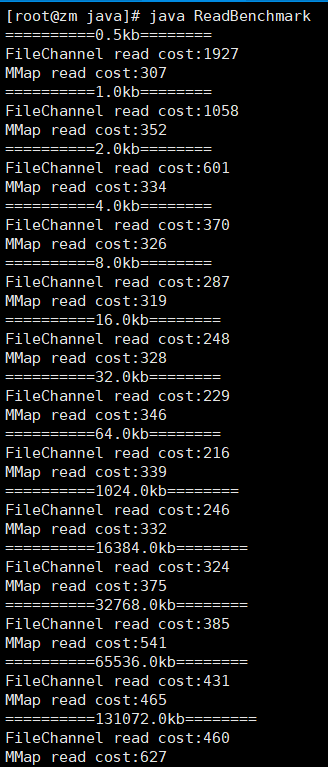 [root@zm java]# java ReadBenchmark
==========0.5kb========
FileChannel read cost:1927
MMap read cost:307
==========1.0kb========
FileChannel read cost:1058
MMap read cost:352
==========2.0kb========
FileChannel read cost:601
MMap read cost:334
==========4.0kb========
FileChannel read cost:370
MMap read cost:326
==========8.0kb========
FileChannel read cost:287
MMap read cost:319
==========16.0kb========
FileChannel read cost:248
MMap read cost:328
==========32.0kb========
FileChannel read cost:229
MMap read cost:346
==========64.0kb========
FileChannel read cost:216
MMap read cost:339
==========1024.0kb========
FileChannel read cost:246
MMap read cost:332
==========16384.0kb========
FileChannel read cost:324
MMap read cost:375
==========32768.0kb========
FileChannel read cost:385
MMap read cost:541
==========65536.0kb========
FileChannel read cost:431
MMap read cost:465
==========131072.0kb========
FileChannel read cost:460
MMap read cost:627